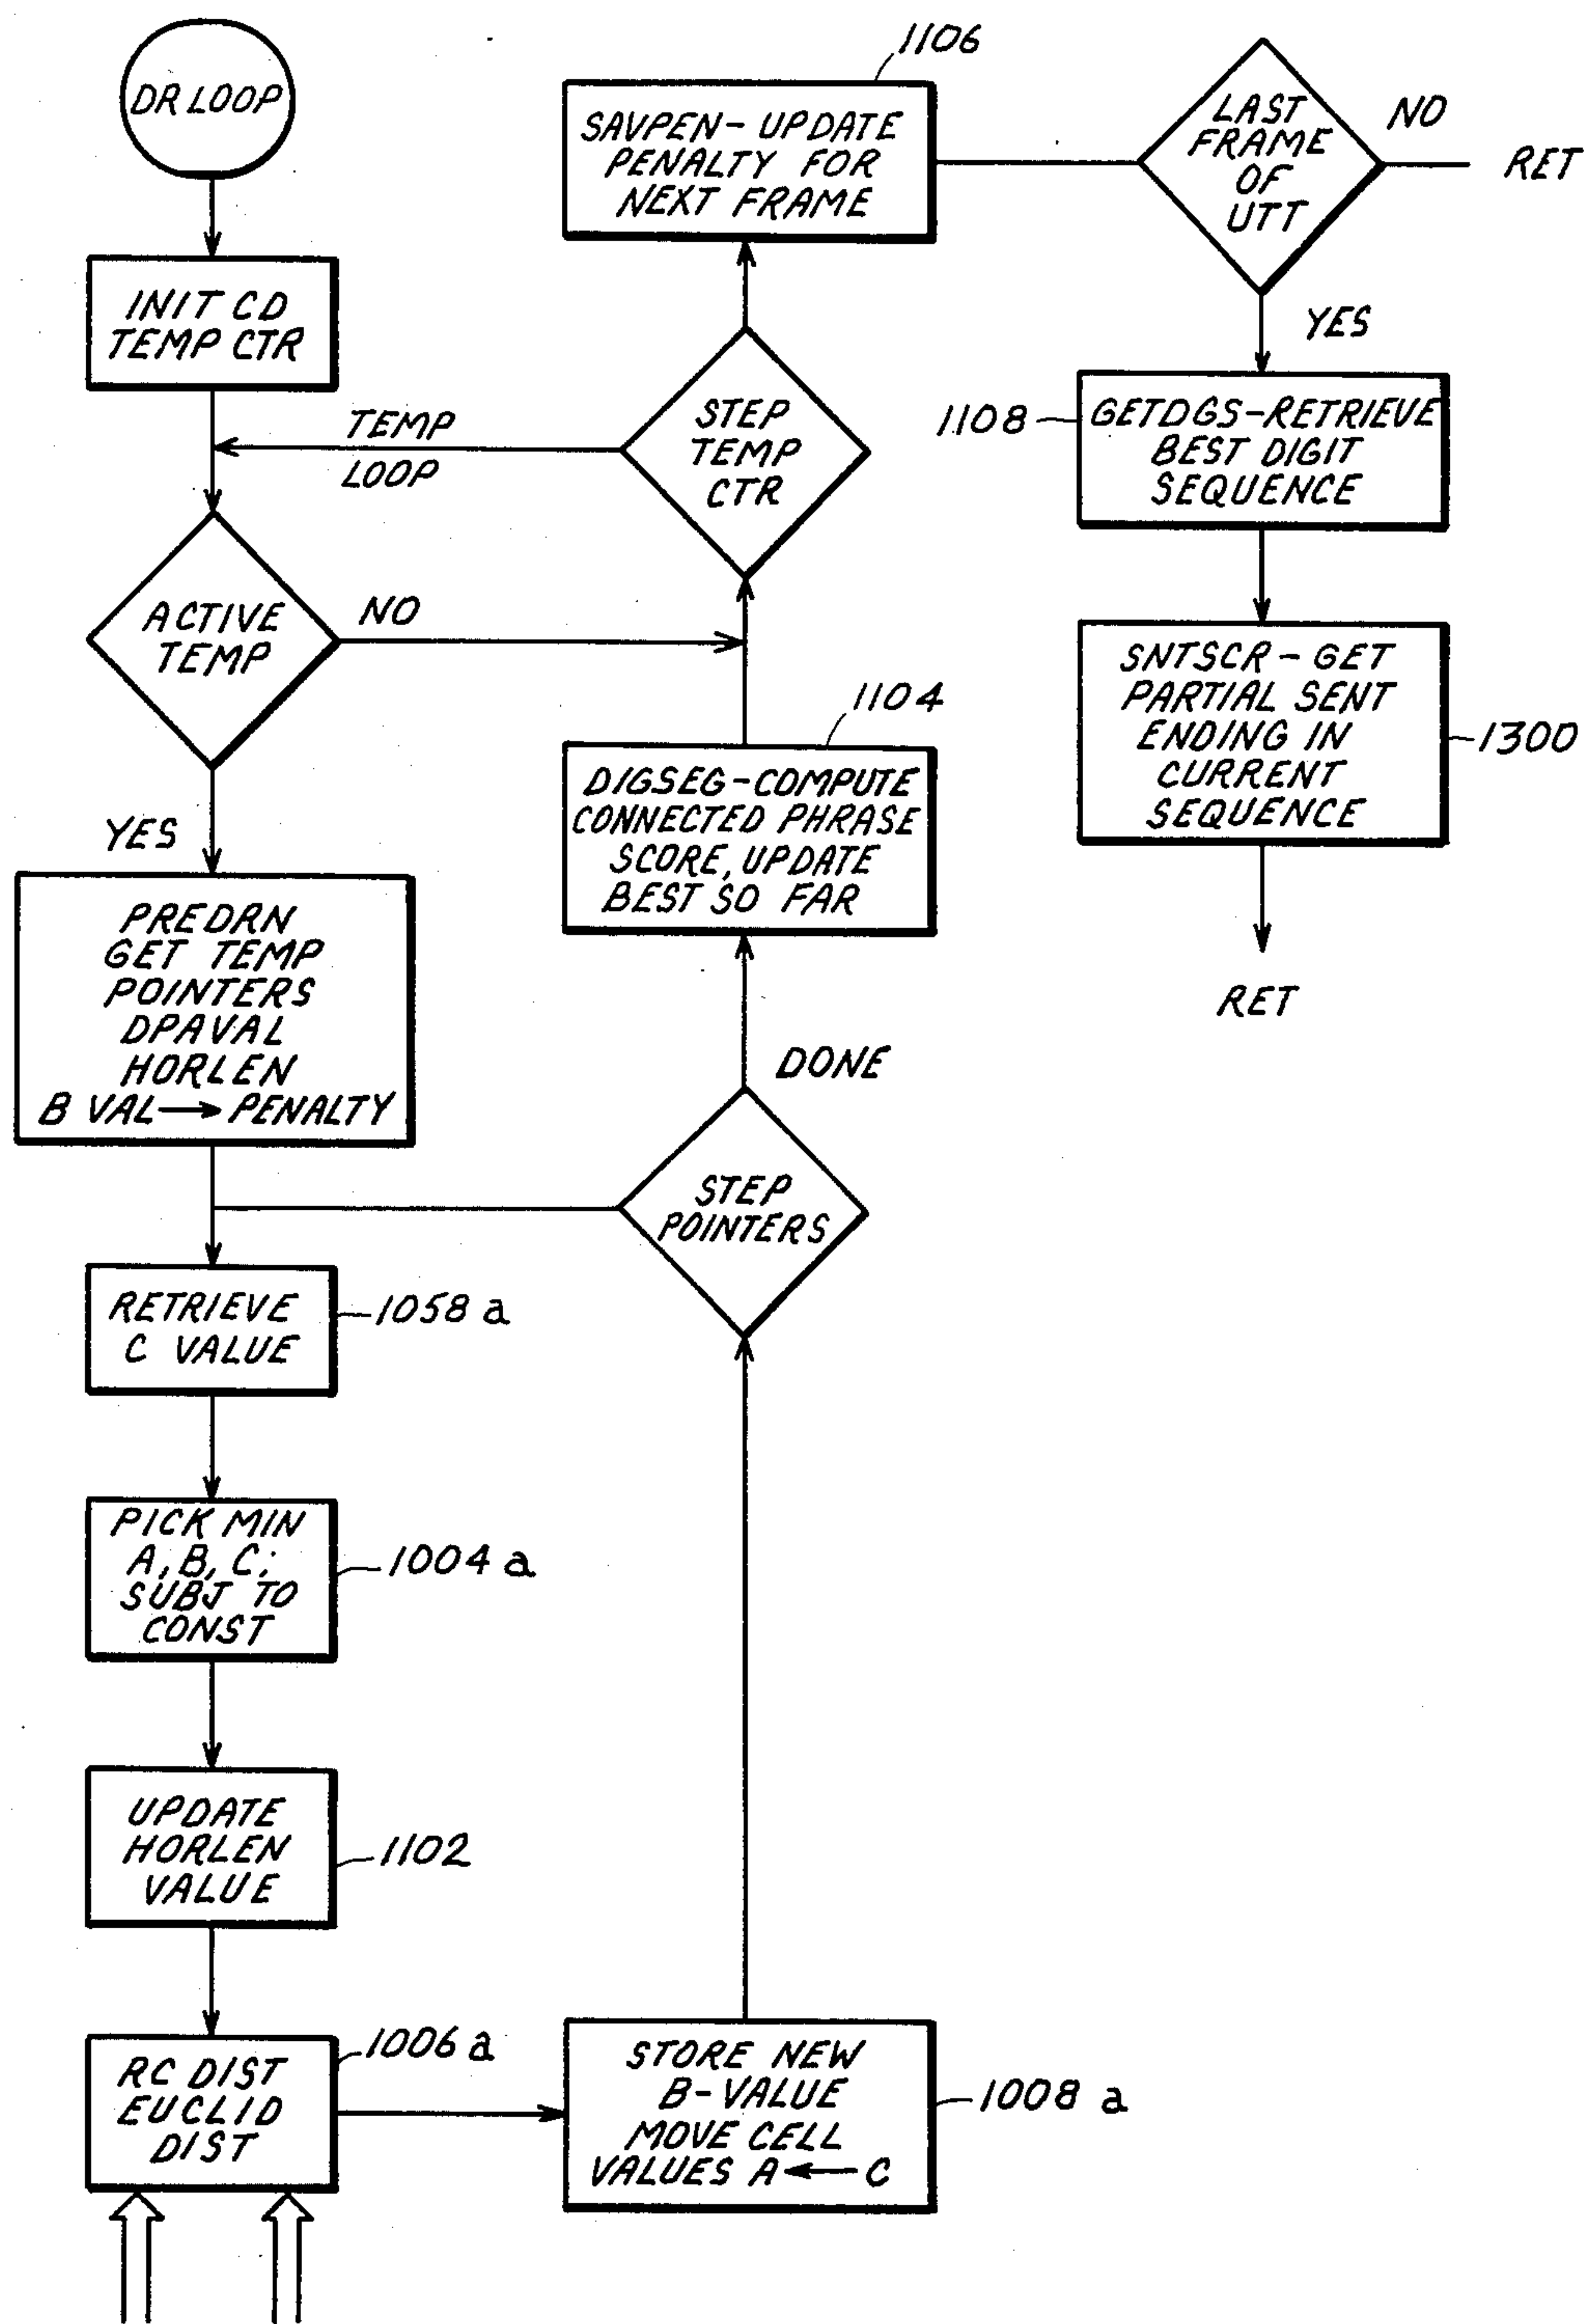 DR LOOP
INIT CD
TEMP CTR
TEMP
LOOP
ACTIVE
TEMP
NO
YES
PREDRN
GET TEMP
POINTERS
DPAVAL
HORLEN
B VAL → PENALTY
RETRIEVE
C VALUE
1058 a
PICK MIN
A, B, C;
SUBJ TO
CONST
1004 a
UPDATE
HORLEN
VALUE
1102
RC DIST
EUCLID
DIST
1006 a
STORE NEW
B-VALUE
MOVE CELL
VALUES A ← C
1008 a
STEP
POINTERS
DONE
DIGSEG-COMPUTE
CONNECTED PHRASE
SCORE, UPDATE
BEST SO FAR
1104
STEP
TEMP
CTR
SAVPEN-UPDATE
PENALTY FOR
NEXT FRAME
1106
LAST
FRAME
OF
UTT
NO
RET
YES
1108
GETDGS-RETRIEVE
BEST DIGIT
SEQUENCE
SNTSCR-GET
PARTIAL SENT
ENDING IN
CURRENT
SEQUENCE
1300
RET